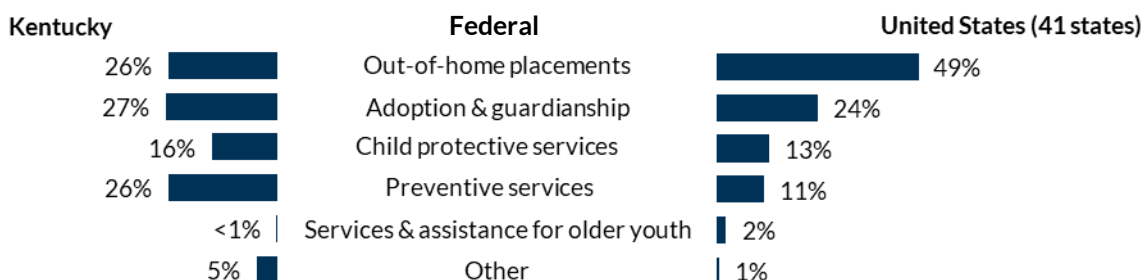 Kentucky Federal United States (41 states)
26% Out-of-home placements 49%
27% Adoption & guardianship 24%
16% Child protective services 13%
26% Preventive services 11%
<1% Services & assistance for older youth 2%
5% Other 1%